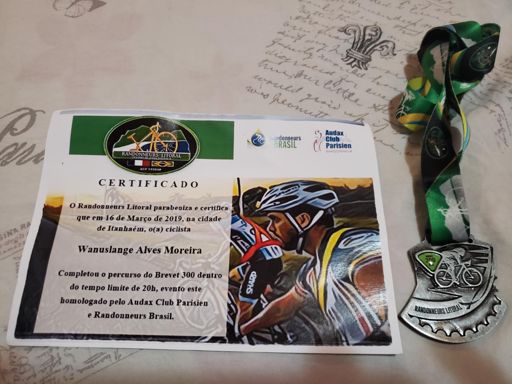 RANDONNEURS LITORAL
Randonneurs
BRASIL
Audax
Club
Parisien
CERTIFICADO
O Randonneurs Litoral parabeniza e certifica
que em 16 de Março de 2019, na cidade
de Itanhaém, o(a) ciclista
Wanuslange Alves Moreira
Completou o percurso do Brevet 300 dentro
do tempo limite de 20h, evento este
homologado pelo Audax Club Parisien
e Randonneurs Brasil.
RANDONNEURS LITORAL